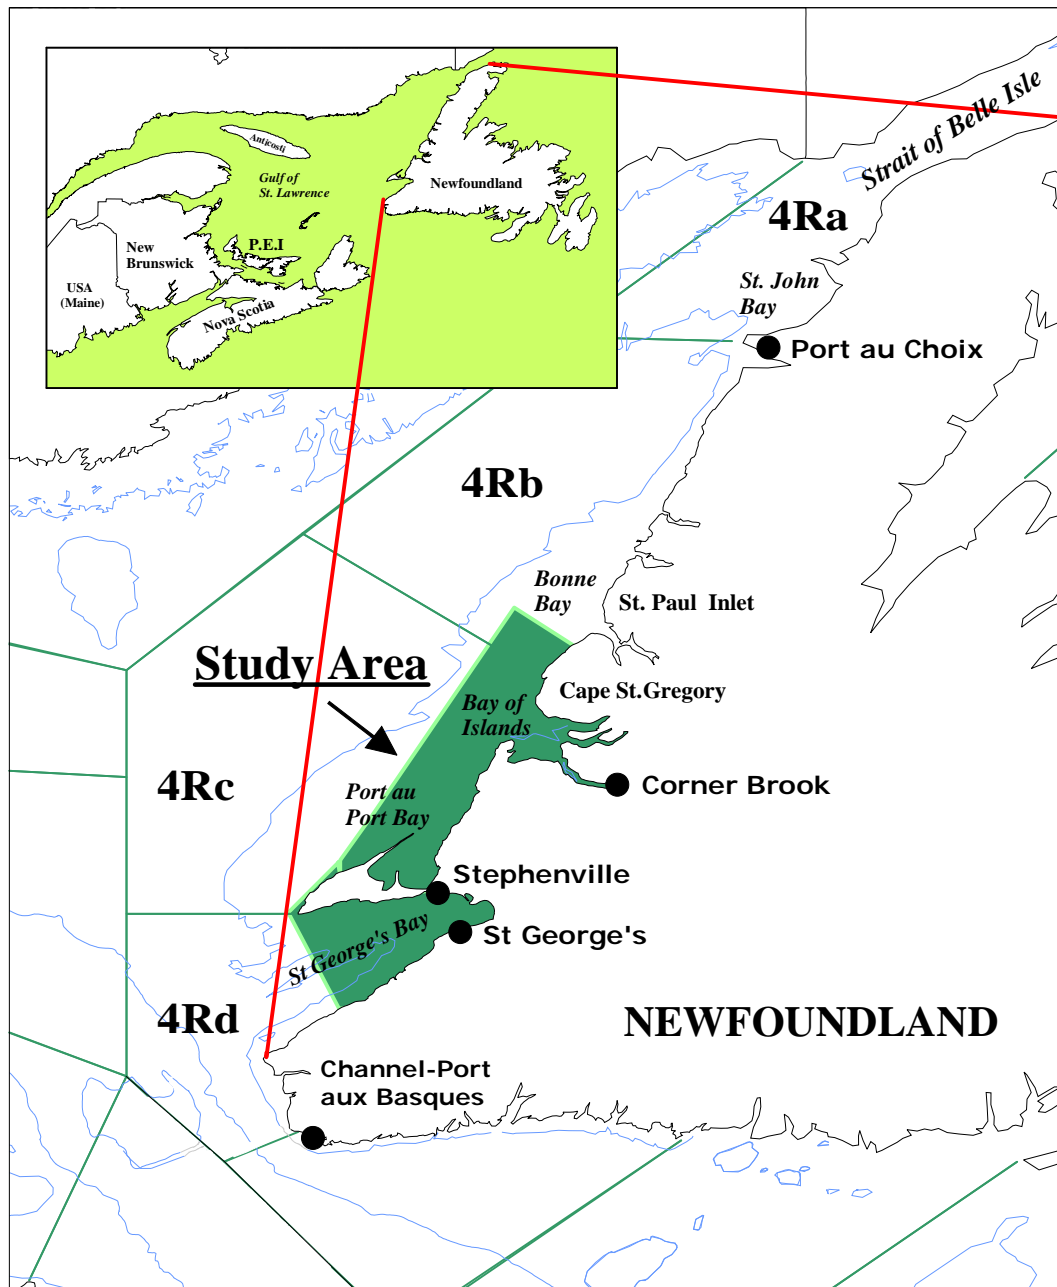 Strait of Belle Isle
Anticosti
Gulf of
St. Lawrence
Newfoundland
P.E.I
New
Brunswick
USA
(Maine)
Nova Scotia
4Ra
St. John
Bay
Port au Choix
4Rb
Bonne
Bay
St. Paul Inlet
Study Area
Cape St.Gregory
Bay of
Islands
4Rc
Port au
Port Bay
Corner Brook
Stephenville
St George's Bay
St George's
4Rd
NEWFOUNDLAND
Channel-Port
aux Basques